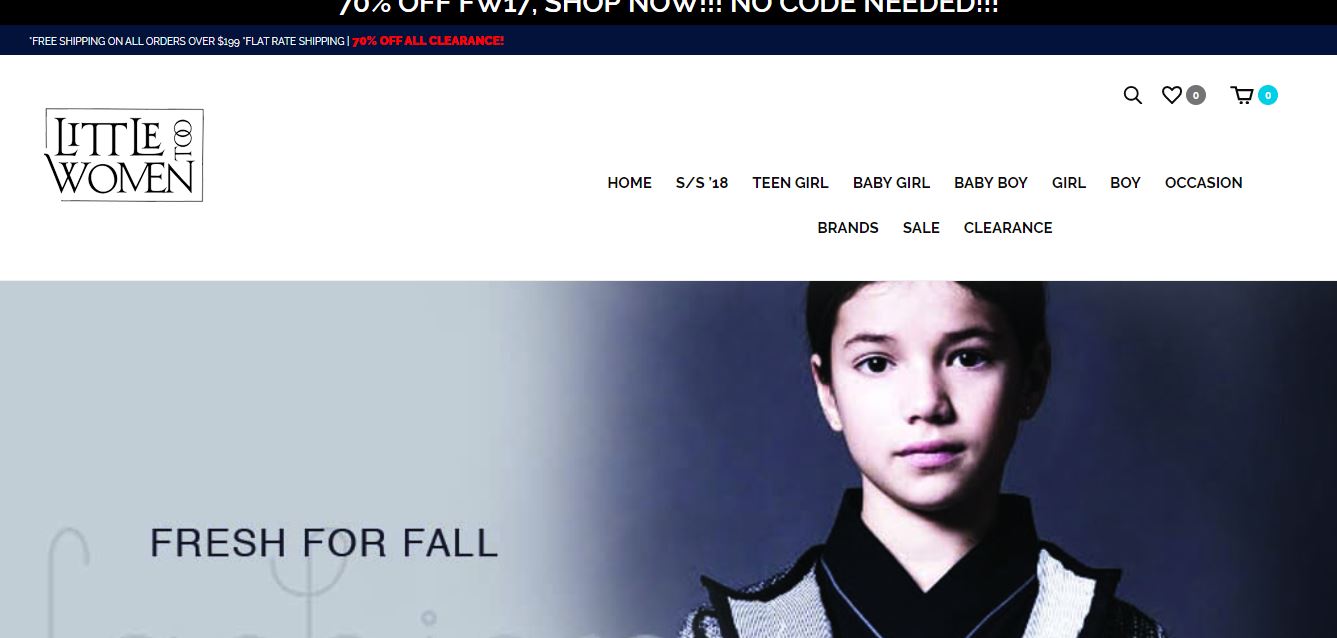 70% OFF FW17, SHOP NOW!!! NO CODE NEEDED!!!
*FREE SHIPPING ON ALL ORDERS OVER $199 *FLAT RATE SHIPPING | 70% OFF ALL CLEARANCE!
0 0
LITTLE TOO
WOMEN
HOME S/S '18 TEEN GIRL BABY GIRL BABY BOY GIRL BOY OCCASION
BRANDS SALE CLEARANCE
FRESH FOR FALL